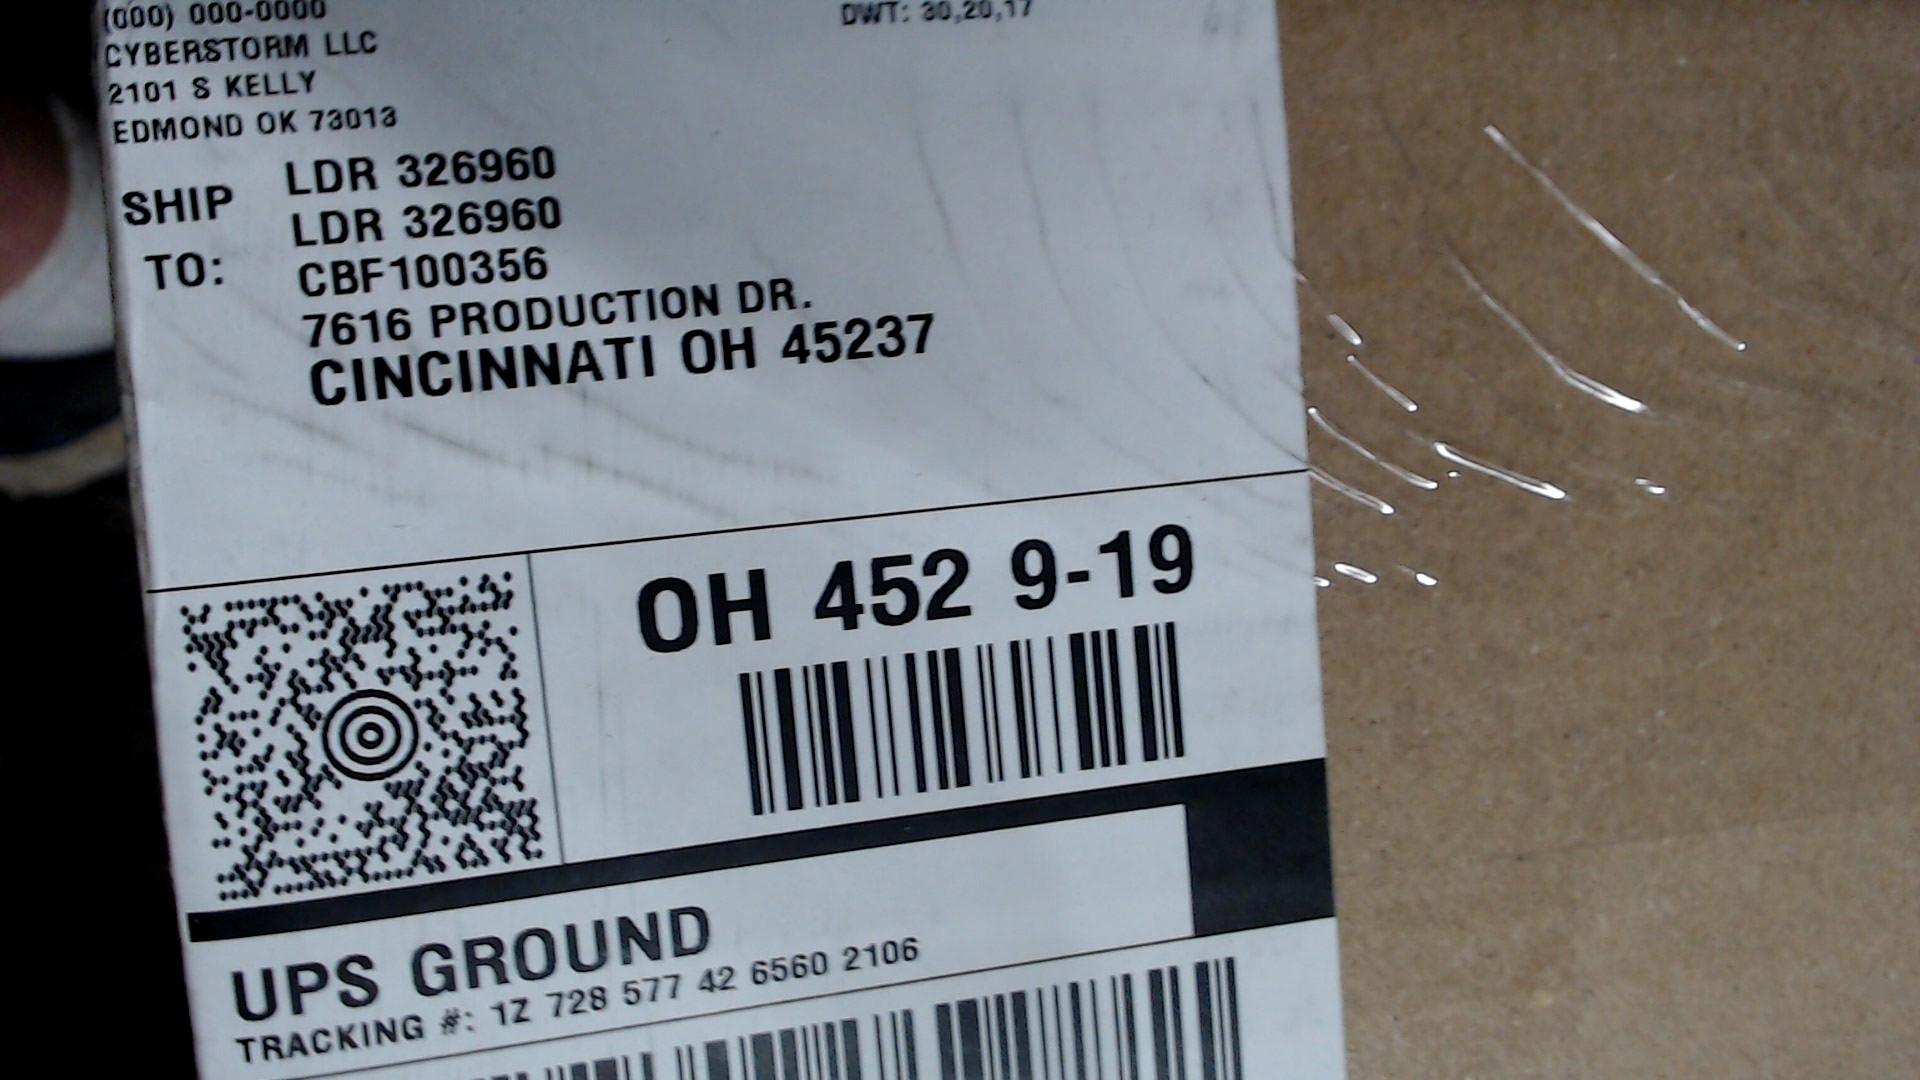 (000) 000-0000
DWT: 30,20,17
CYBERSTORM LLC
2101 S KELLY
EDMOND OK 73013
SHIP TO:
LDR 326960
LDR 326960
CBF100356
7616 PRODUCTION DR.
CINCINNATI OH 45237
OH 452 9-19
UPS GROUND
TRACKING #: 1Z 728 577 42 6560 2106